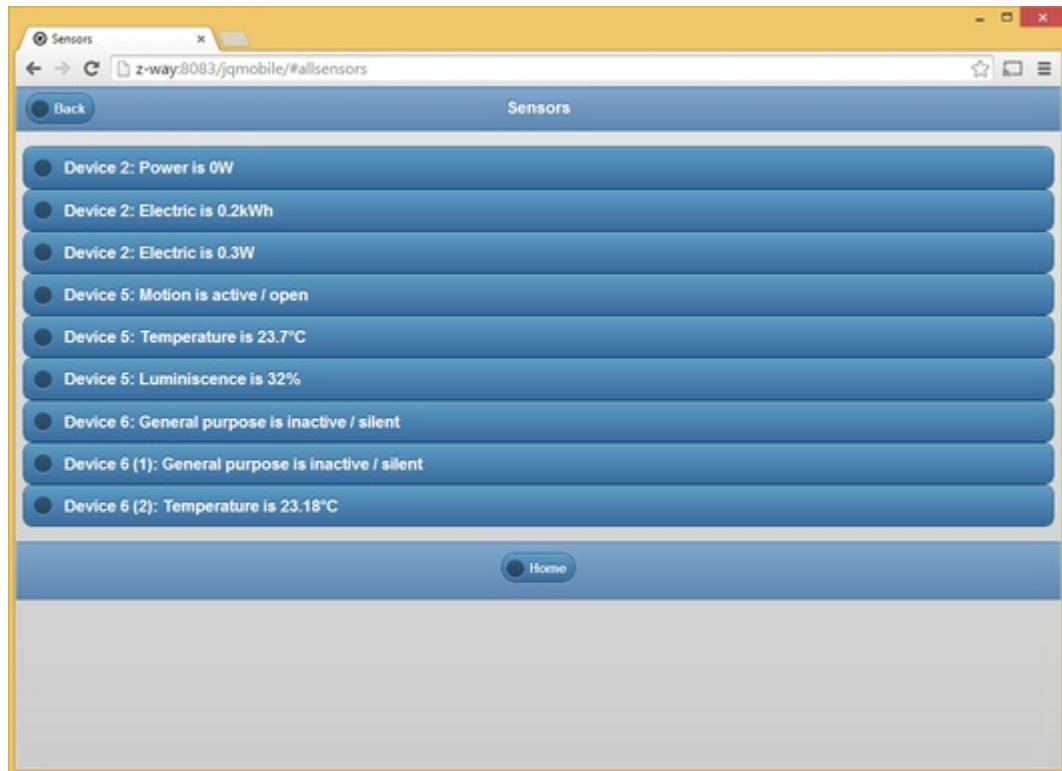 Sensors
z-way:8083/jqmobile/#allsensors
Back
Sensors
Device 2: Power is 0W
Device 2: Electric is 0.2kWh
Device 2: Electric is 0.3W
Device 5: Motion is active / open
Device 5: Temperature is 23.7°C
Device 5: Luminiscence is 32%
Device 6: General purpose is inactive / silent
Device 6 (1): General purpose is inactive / silent
Device 6 (2): Temperature is 23.18°C
Home